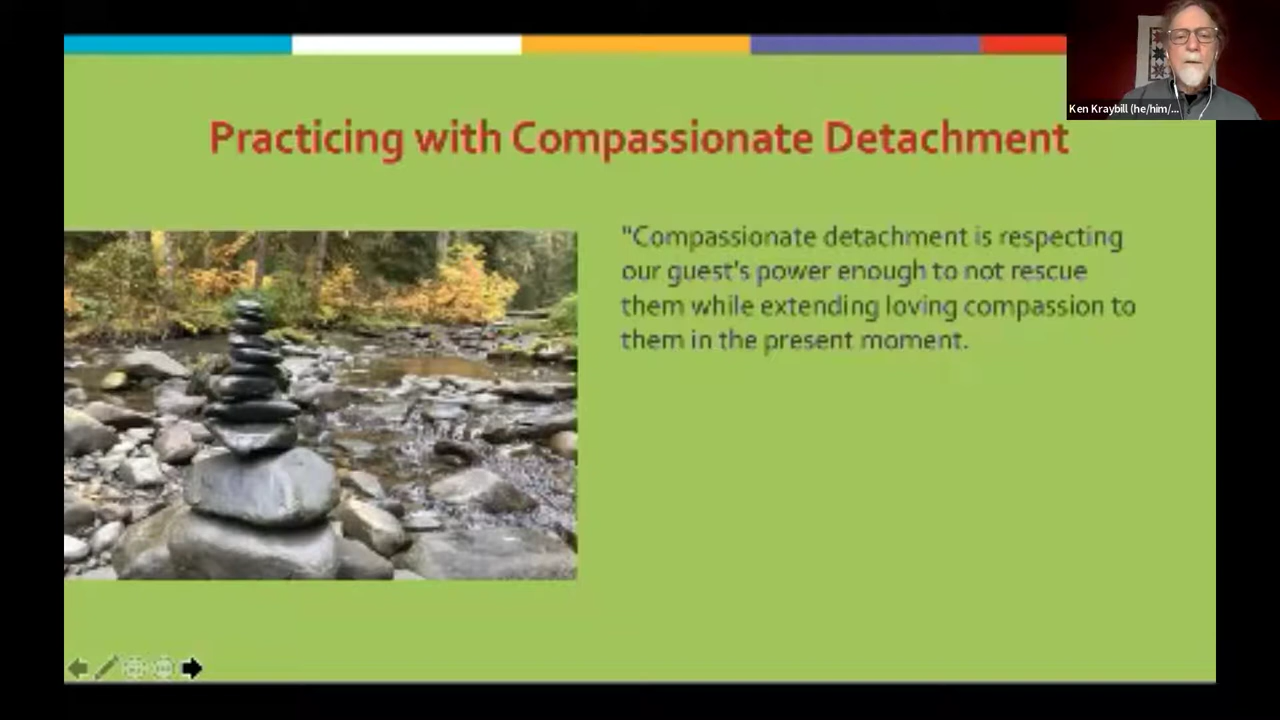 Practicing with Compassionate Detachment
"Compassionate detachment is respecting
our guest's power enough to not rescue
them while extending loving compassion to
them in the present moment.
Ken Kraybill (he/him/...